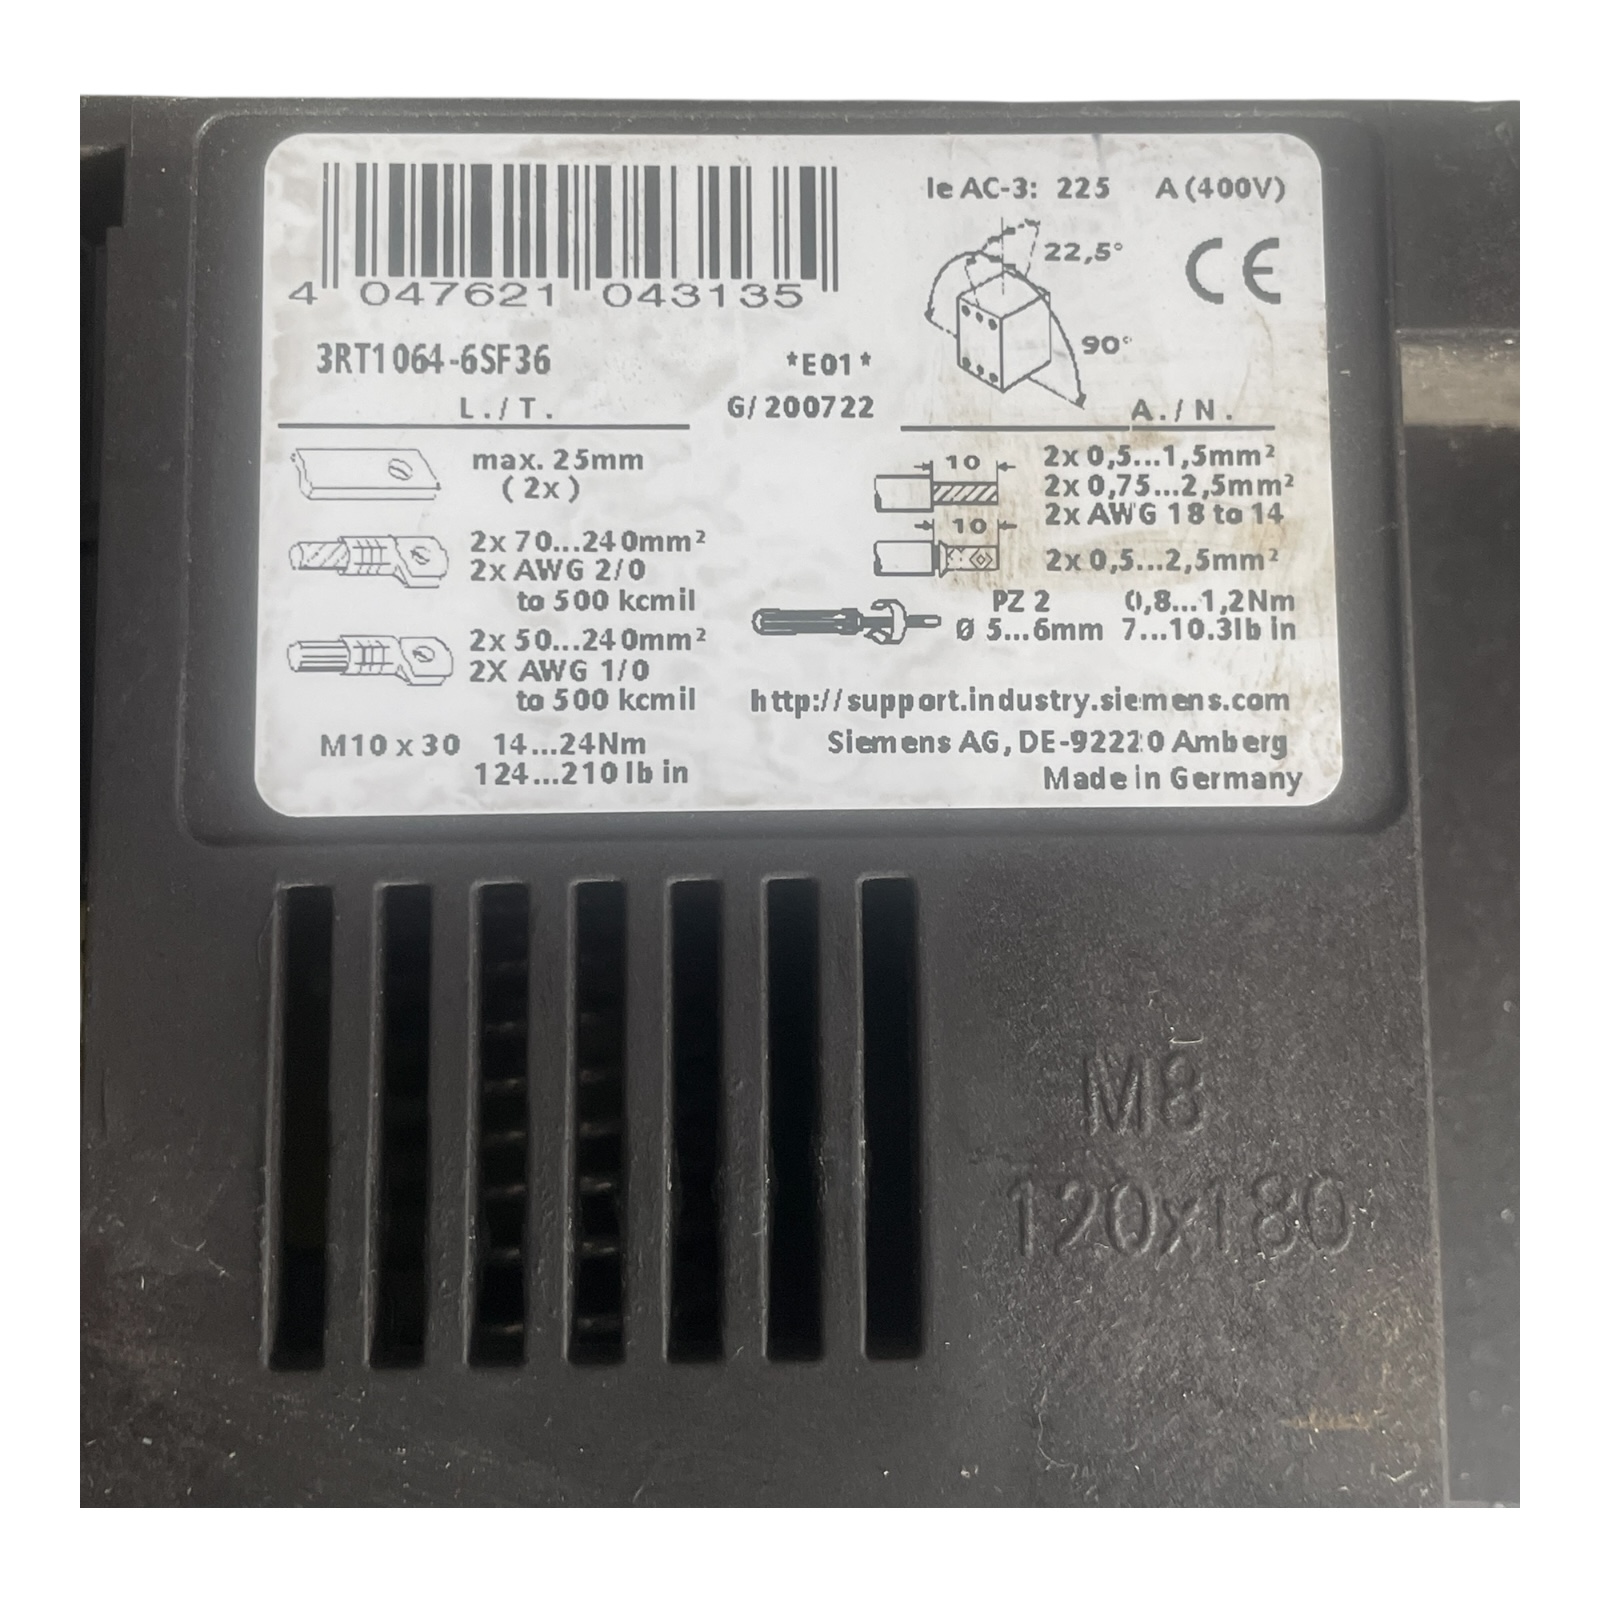 Ie AC-3: 225 A (400V)
4 047621 043135
22,5°
CE
90°
3RT1064-6SF36 *E01*
L./T. G/200722 A./N.
max. 25mm
(2x)
2x 70...240mm²
2x AWG 2/0
to 500 kcmil
2x 50...240mm²
2X AWG 1/0
to 500 kcmil
M10 x 30 14...24Nm
124...210 lb in
10 2x 0,5...1,5mm²
2x 0,75...2,5mm²
2x AWG 18 to 14
10
2x 0,5...2,5mm²
PZ 2 0,8...1,2Nm
Ø 5...6mm 7...10.3lb in
http://support.industry.siemens.com
Siemens AG, DE-92220 Amberg
Made in Germany
M8
120x180